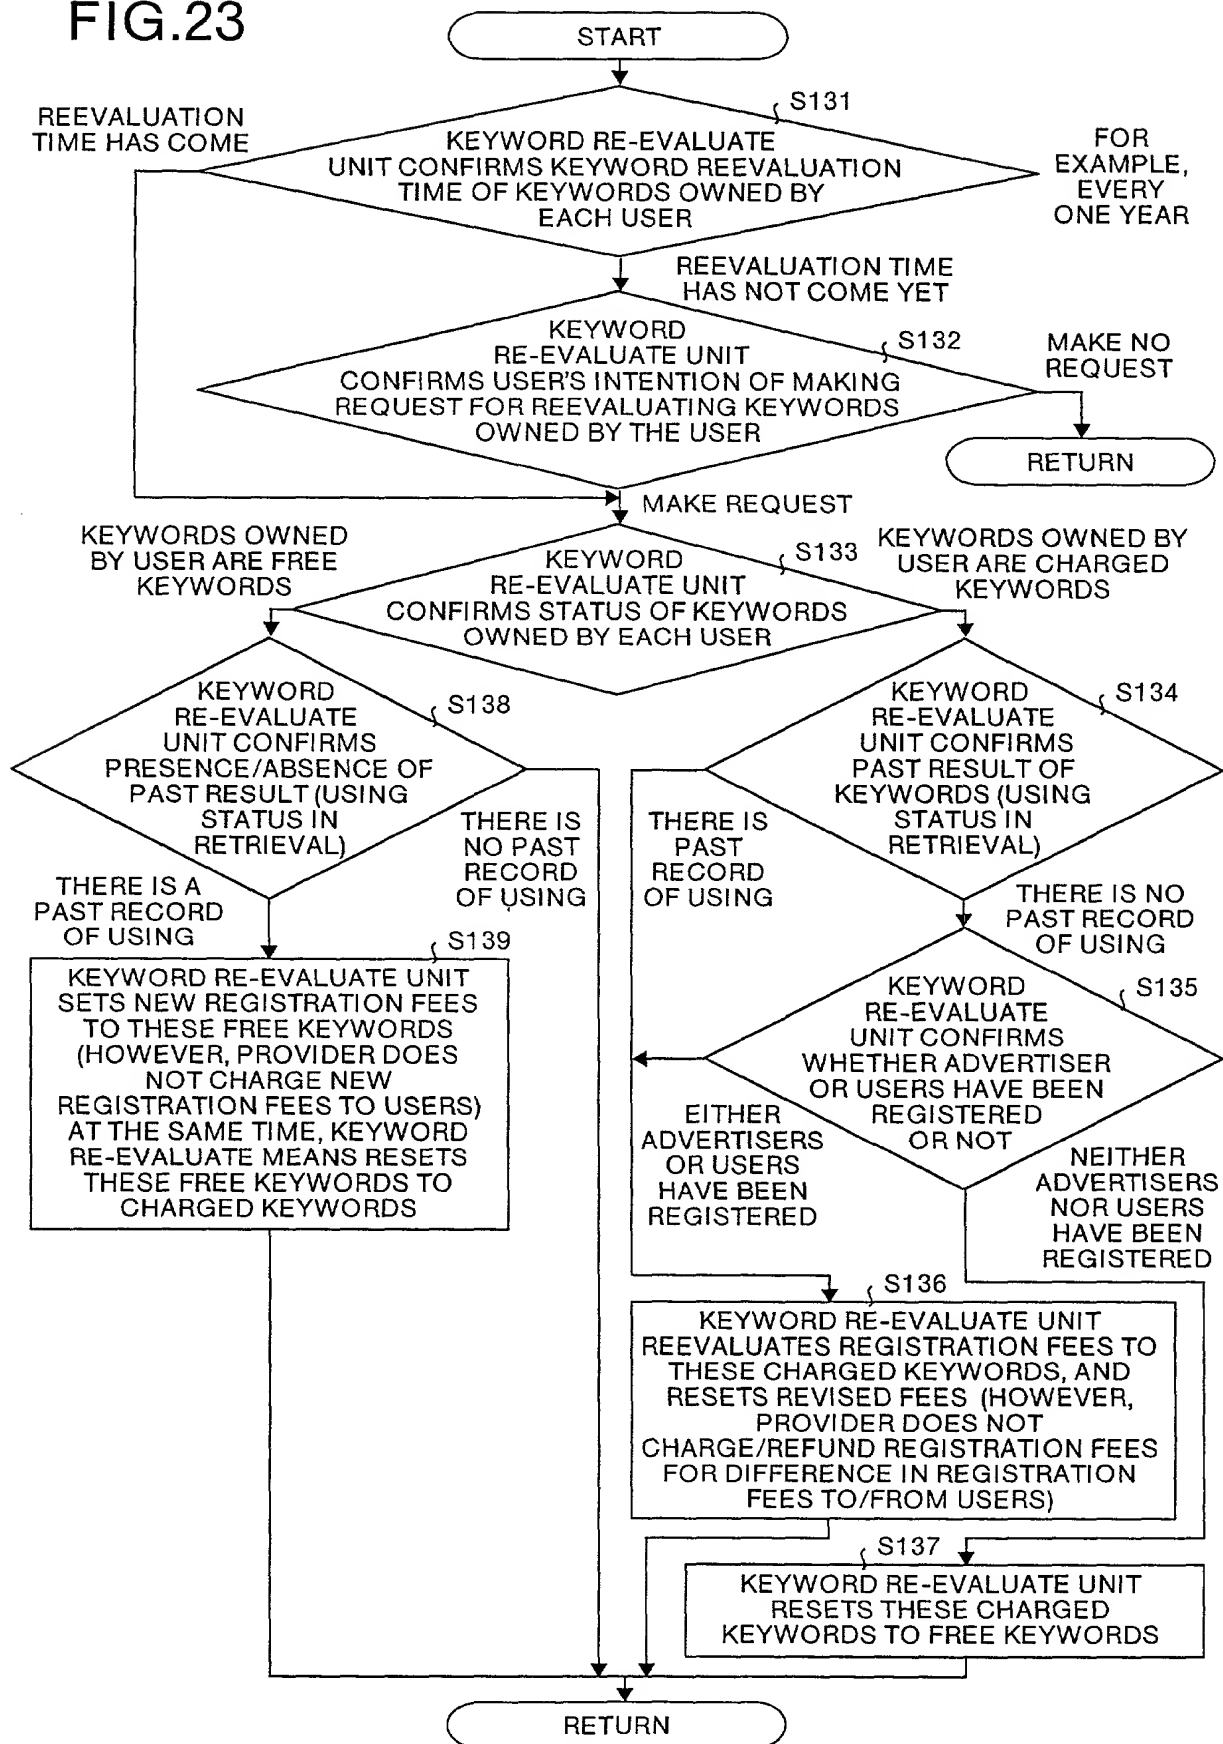 FIG.23
START
S131
REEVALUATION
TIME HAS COME
KEYWORD RE-EVALUATE
UNIT CONFIRMS KEYWORD REEVALUATION
TIME OF KEYWORDS OWNED BY
EACH USER
FOR
EXAMPLE,
EVERY
ONE YEAR
REEVALUATION TIME
HAS NOT COME YET
S132
KEYWORD
RE-EVALUATE UNIT
CONFIRMS USER'S INTENTION OF MAKING
REQUEST FOR REEVALUATING KEYWORDS
OWNED BY THE USER
MAKE NO
REQUEST
RETURN
MAKE REQUEST
KEYWORDS OWNED
BY USER ARE FREE
KEYWORDS
S133
KEYWORD
RE-EVALUATE UNIT
CONFIRMS STATUS OF KEYWORDS
OWNED BY EACH USER
KEYWORDS OWNED BY
USER ARE CHARGED
KEYWORDS
S138
KEYWORD
RE-EVALUATE
UNIT CONFIRMS
PRESENCE/ABSENCE OF
PAST RESULT (USING
STATUS IN
RETRIEVAL)
S134
KEYWORD
RE-EVALUATE
UNIT CONFIRMS
PAST RESULT OF
KEYWORDS (USING
STATUS IN
RETRIEVAL)
THERE IS
NO PAST
RECORD
OF USING
THERE IS
PAST
RECORD
OF USING
THERE IS A
PAST RECORD
OF USING
THERE IS NO
PAST RECORD
OF USING
S139
KEYWORD RE-EVALUATE UNIT
SETS NEW REGISTRATION FEES
TO THESE FREE KEYWORDS
(HOWEVER, PROVIDER DOES
NOT CHARGE NEW
REGISTRATION FEES TO USERS)
AT THE SAME TIME, KEYWORD
RE-EVALUATE MEANS RESETS
THESE FREE KEYWORDS TO
CHARGED KEYWORDS
S135
KEYWORD
RE-EVALUATE
UNIT CONFIRMS
WHETHER ADVERTISER
OR USERS HAVE BEEN
REGISTERED
OR NOT
EITHER
ADVERTISERS
OR USERS
HAVE BEEN
REGISTERED
NEITHER
ADVERTISERS
NOR USERS
HAVE BEEN
REGISTERED
S136
KEYWORD RE-EVALUATE UNIT
REEVALUATES REGISTRATION FEES TO
THESE CHARGED KEYWORDS, AND
RESETS REVISED FEES (HOWEVER,
PROVIDER DOES NOT
CHARGE/REFUND REGISTRATION FEES
FOR DIFFERENCE IN REGISTRATION
FEES TO/FROM USERS)
S137
KEYWORD RE-EVALUATE UNIT
RESETS THESE CHARGED
KEYWORDS TO FREE KEYWORDS
RETURN